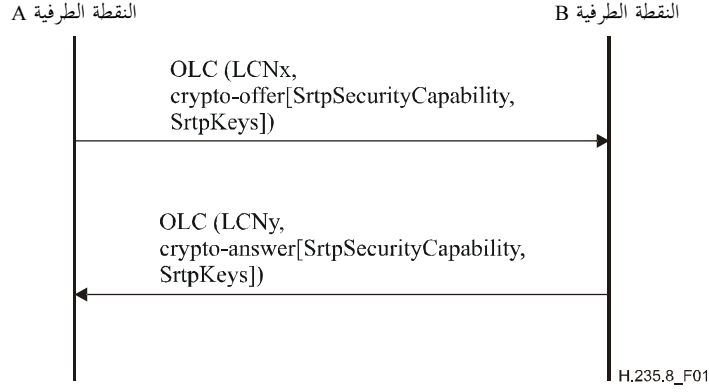 النقطة الطرفية A
النقطة الطرفية B
OLC (LCNx,
crypto-offer[SrtpSecurityCapability,
SrtpKeys])
OLC (LCNy,
crypto-answer[SrtpSecurityCapability,
SrtpKeys])
H.235.8_F01